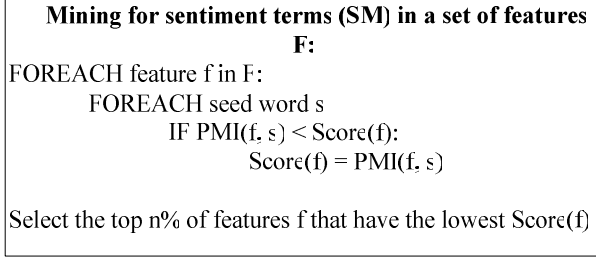 Mining for sentiment terms (SM) in a set of features
F:
FOREACH feature f in F:
FOREACH seed word s
IF PMI(f, s) < Score(f):
Score(f) = PMI(f, s)
Select the top n% of features f that have the lowest Score(f)